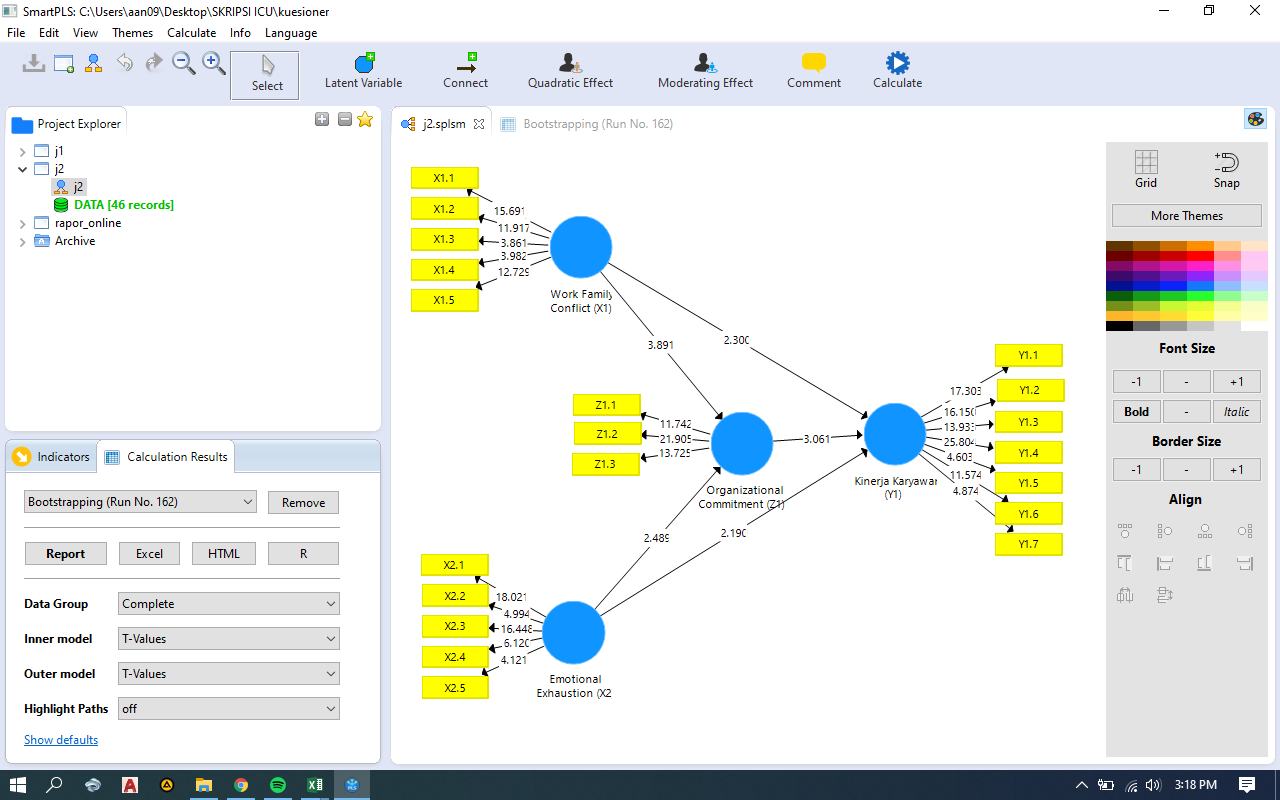 SmartPLS: C:\Users\aan09\Desktop\SKRIPSI ICU\kuesioner
File Edit View Themes Calculate Info Language
Select
Latent Variable
Connect
Quadratic Effect
Moderating Effect
Comment
Calculate
Project Explorer
j1
j2
j2
DATA [46 records]
rapor_online
Archive
Indicators
Calculation Results
Bootstrapping (Run No. 162)
Remove
Report
Excel
HTML
R
Data Group
Complete
Inner model
T-Values
Outer model
T-Values
Highlight Paths
off
Show defaults
j2.splsm
Bootstrapping (Run No. 162)
X1.1
X1.2
X1.3
X1.4
X1.5
15.691
11.917
3.861
3.982
12.729
Work Family
Conflict (X1)
3.891
2.300
Z1.1
Z1.2
Z1.3
11.742
21.905
13.725
Organizational
Commitment (Z1)
3.061
2.489
2.190
Kinerja Karyawar
(Y1)
17.303
16.150
13.933
25.804
4.603
11.574
4.874
Y1.1
Y1.2
Y1.3
Y1.4
Y1.5
Y1.6
Y1.7
X2.1
X2.2
X2.3
X2.4
X2.5
18.021
4.994
16.448
6.120
4.121
Emotional
Exhaustion (X2
Grid
Snap
More Themes
Font Size
-1
-
+1
Bold
-
Italic
Border Size
-1
-
+1
Align
3:18 PM